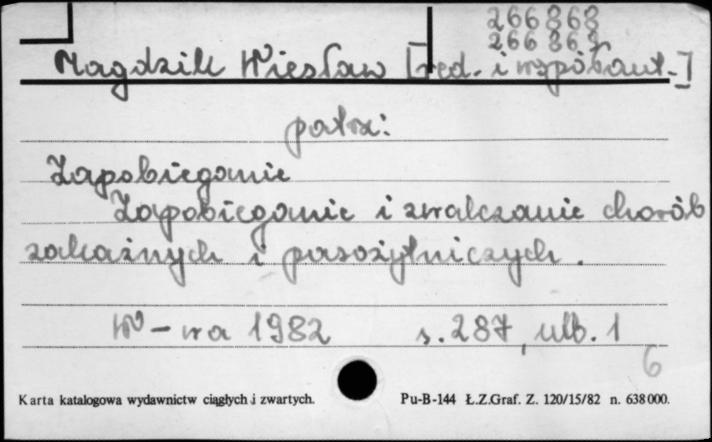 266868
266869
Magdzik Wiesław [red. i współaut.]
patrz:
Zapobieganie
Zapobieganie i zwalczanie chorób
zakaźnych i pasożytniczych.
W-wa 1982 s. 287, ulb. 1
6
Karta katalogowa wydawnictw ciągłych i zwartych. Pu-B-144 Ł.Z.Graf. Z. 120/15/82 n. 638000.